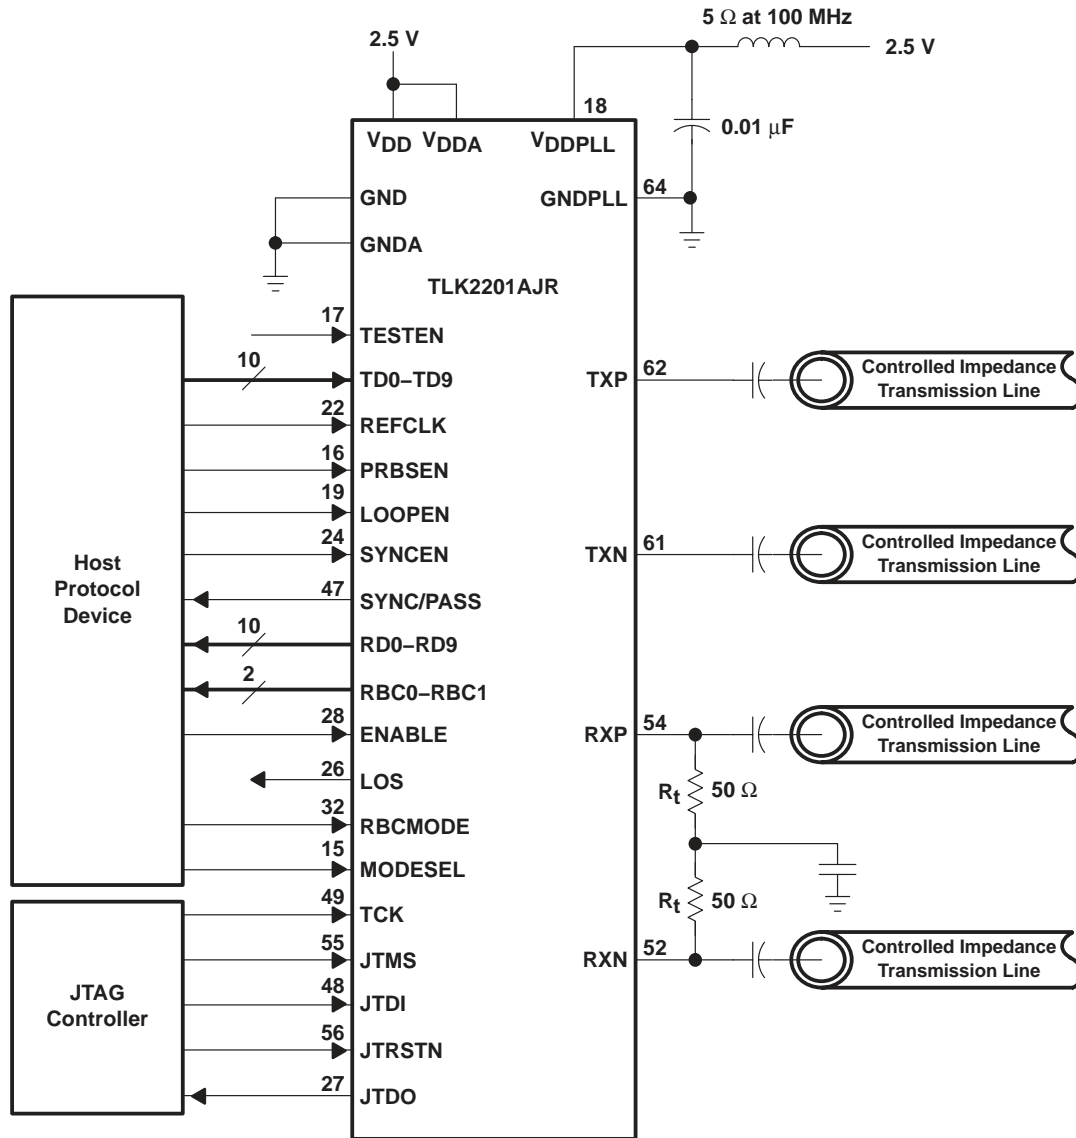 5 Ω at 100 MHz
2.5 V
2.5 V
18
0.01 μF
VDD VDDA VDDPLL
GND
GNDPLL
64
GNDA
TLK2201AJR
17
TESTEN
10
TD0–TD9
TXP
62
Controlled Impedance
Transmission Line
22
REFCLK
16
PRBSEN
19
LOOPEN
24
SYNCEN
TXN
61
Controlled Impedance
Transmission Line
Host
Protocol
Device
47
SYNC/PASS
10
RD0–RD9
2
RBC0–RBC1
28
ENABLE
RXP
54
Controlled Impedance
Transmission Line
26
LOS
Rt
50 Ω
32
RBCMODE
15
MODESEL
Rt
50 Ω
49
TCK
55
JTMS
RXN
52
Controlled Impedance
Transmission Line
JTAG
Controller
48
JTDI
56
JTRSTN
27
JTDO